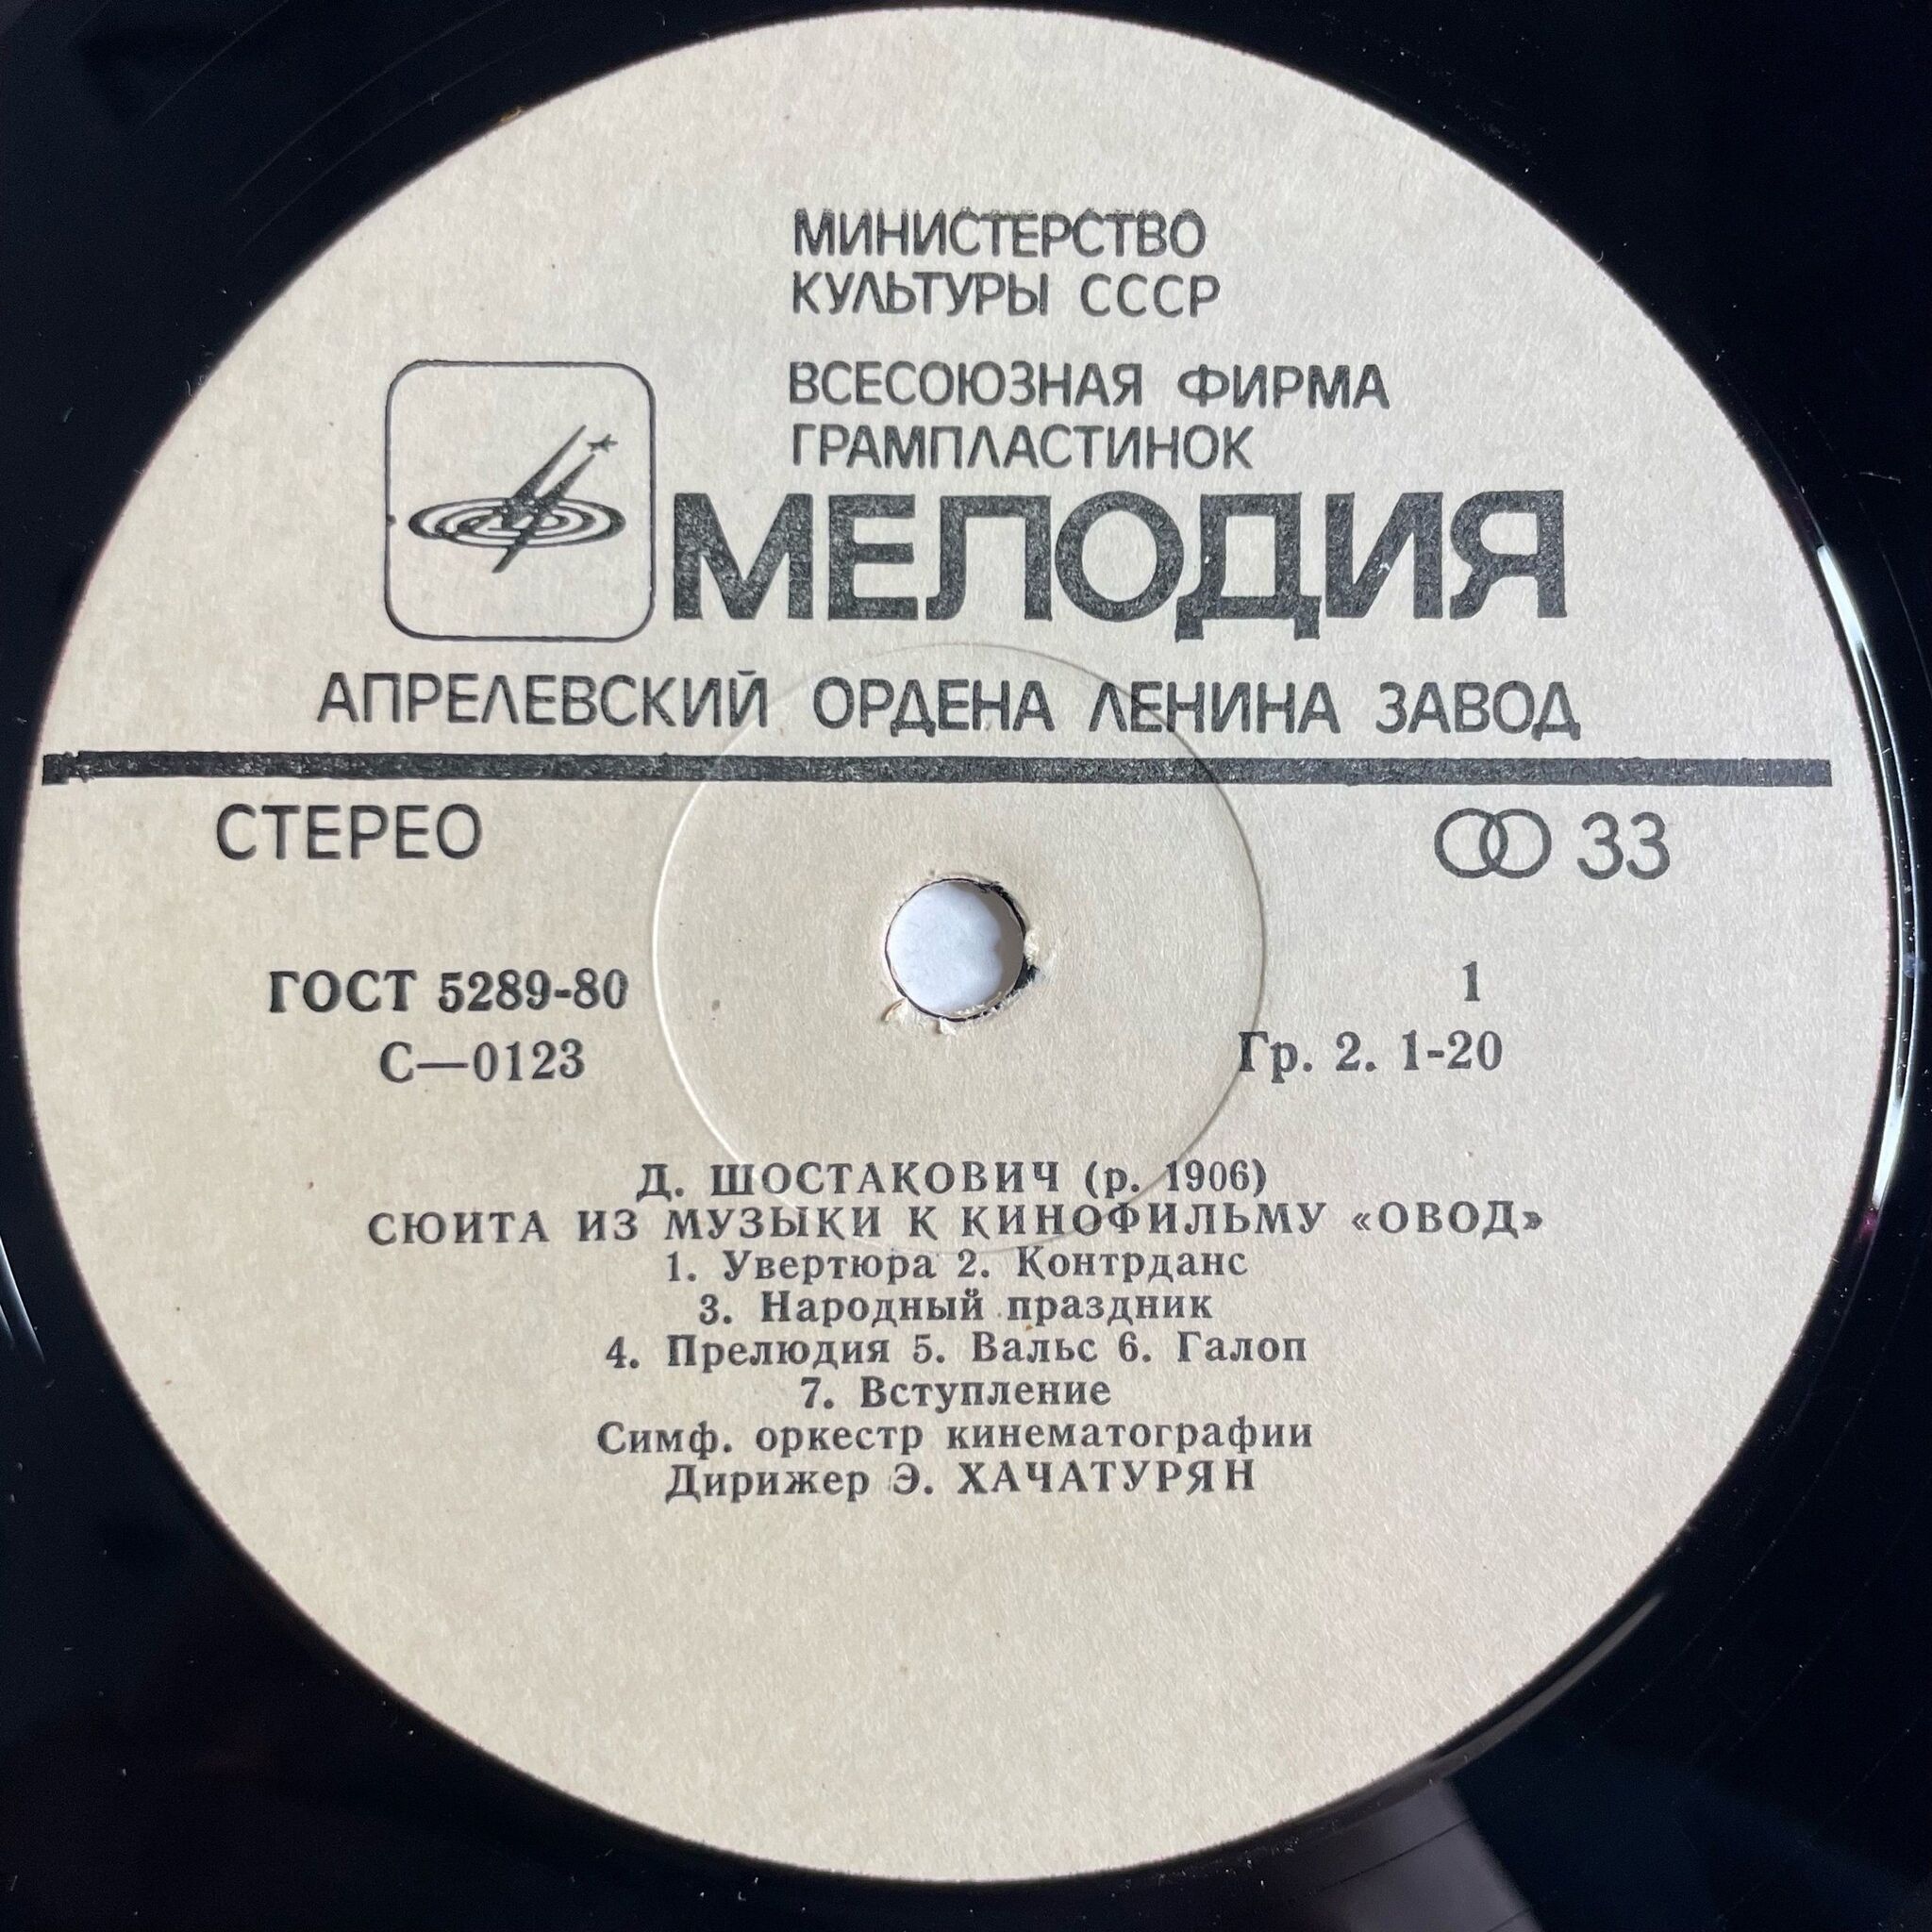 МИНИСТЕРСТВО
КУЛЬТУРЫ СССР
ВСЕСОЮЗНАЯ ФИРМА
ГРАМПЛАСТИНОК
МЕЛОДИЯ
АПРЕЛЕВСКИЙ ОРДЕНА ЛЕНИНА ЗАВОД
СТЕРЕО
33
ГОСТ 5289-80
С—0123
1
Гр. 2. 1-20
Д. ШОСТАКОВИЧ (р. 1906)
СЮИТА ИЗ МУЗЫКИ К КИНОФИЛЬМУ «ОВОД»
1. Увертюра 2. Контрданс
3. Народный праздник
4. Прелюдия 5. Вальс 6. Галоп
7. Вступление
Симф. оркестр кинематографии
Дирижер Э. ХАЧАТУРЯН